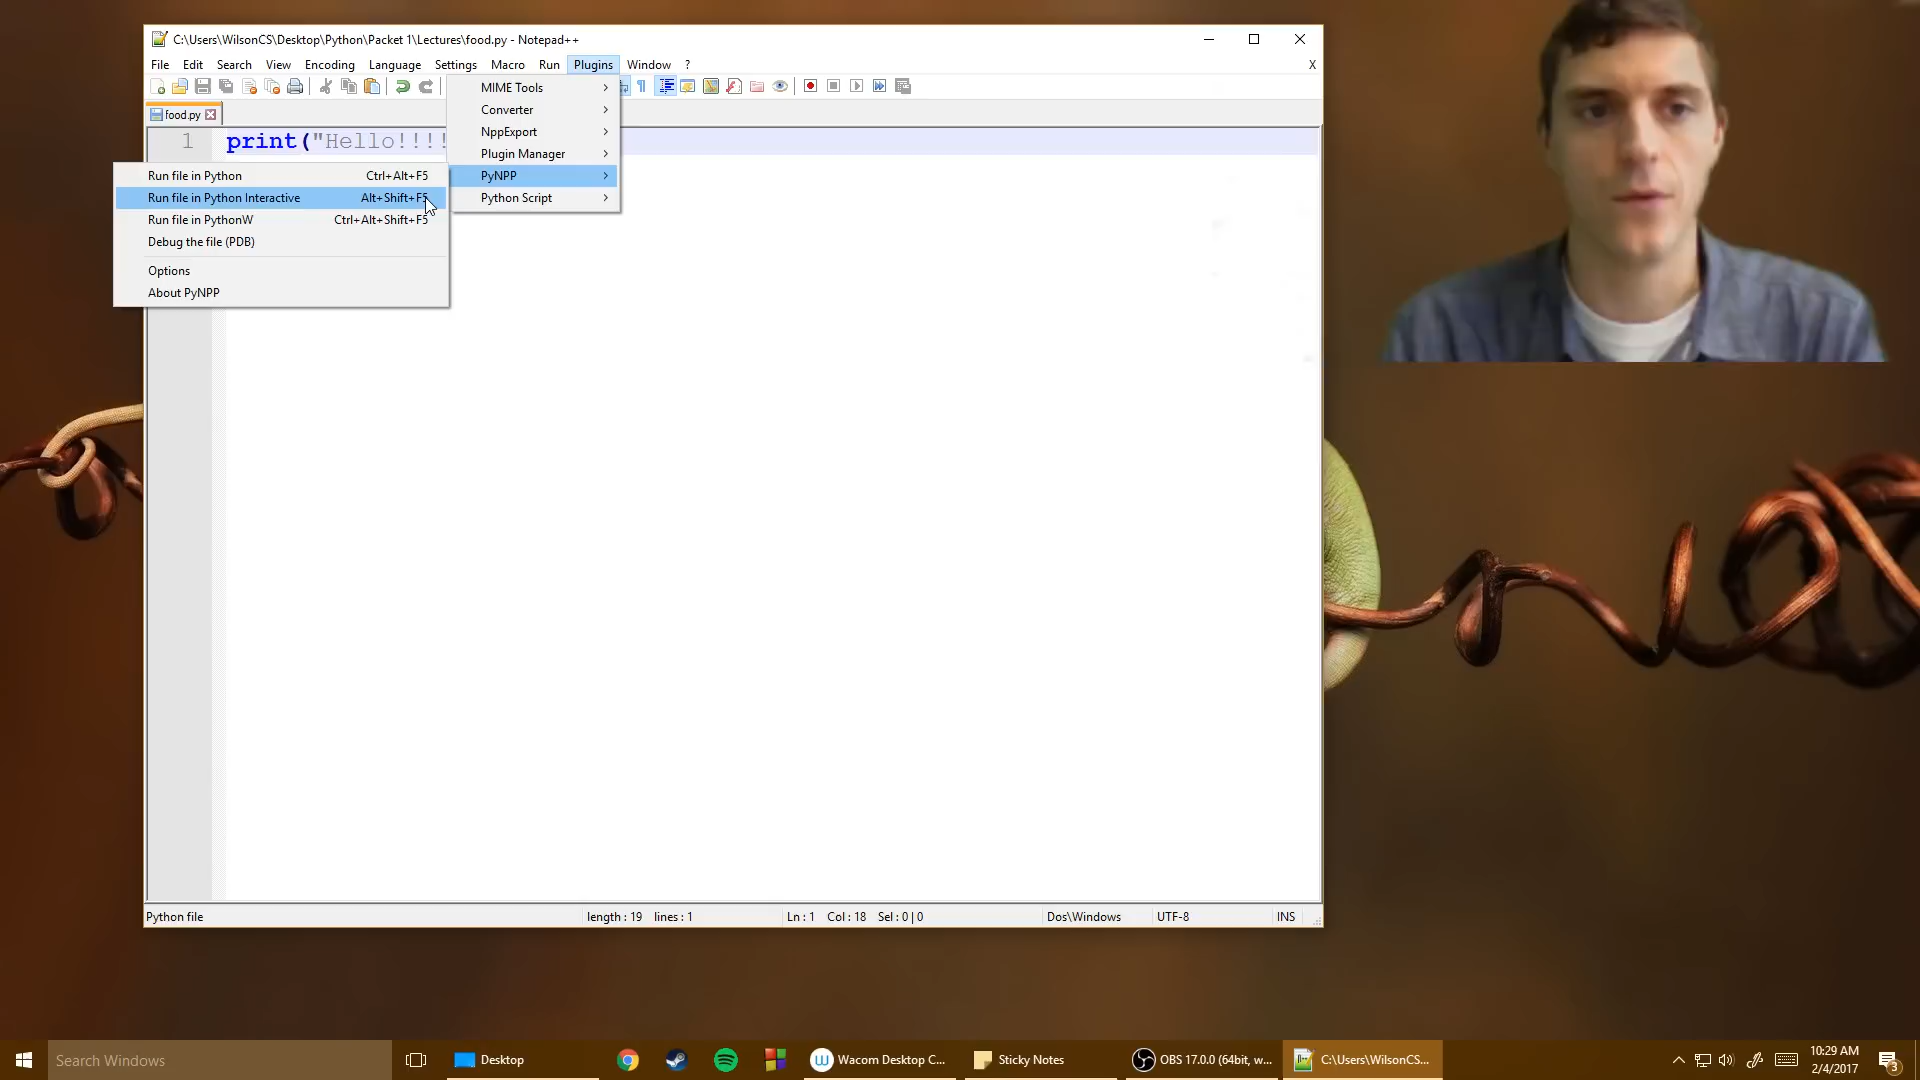 C:\Users\WilsonCS\Desktop\Python\Packet 1\Lectures\food.py - Notepad++
File Edit Search View Encoding Language Settings Macro Run Plugins Window ? X
food.py
1 print("Hello!!!!
MIME Tools
Converter
NppExport
Plugin Manager
PyNPP
Python Script
Run file in Python Ctrl+Alt+F5
Run file in Python Interactive Alt+Shift+F5
Run file in PythonW Ctrl+Alt+Shift+F5
Debug the file (PDB)
Options
About PyNPP
Python file length : 19 lines : 1 Ln : 1 Col : 18 Sel : 0 | 0 Dos\Windows UTF-8 INS
Search Windows Desktop Wacom Desktop C... Sticky Notes OBS 17.0.0 (64bit, w... C:\Users\WilsonCS... 10:29 AM
2/4/2017 3